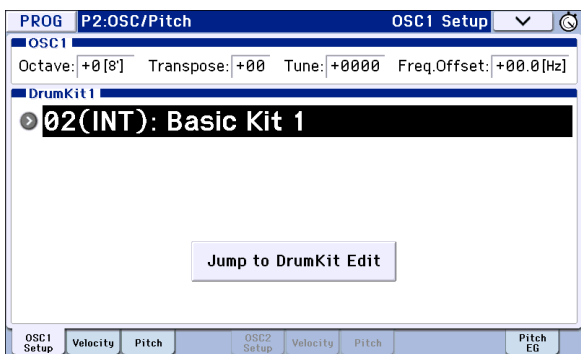 PROG P2:OSC/Pitch OSC1 Setup
OSC1
Octave: +0[8'] Transpose: +00 Tune: +0000 Freq.Offset: +00.0[Hz]
DrumKit1
02(INT): Basic Kit 1
Jump to DrumKit Edit
OSC1 Setup Velocity Pitch OSC2 Setup Velocity Pitch Pitch EG